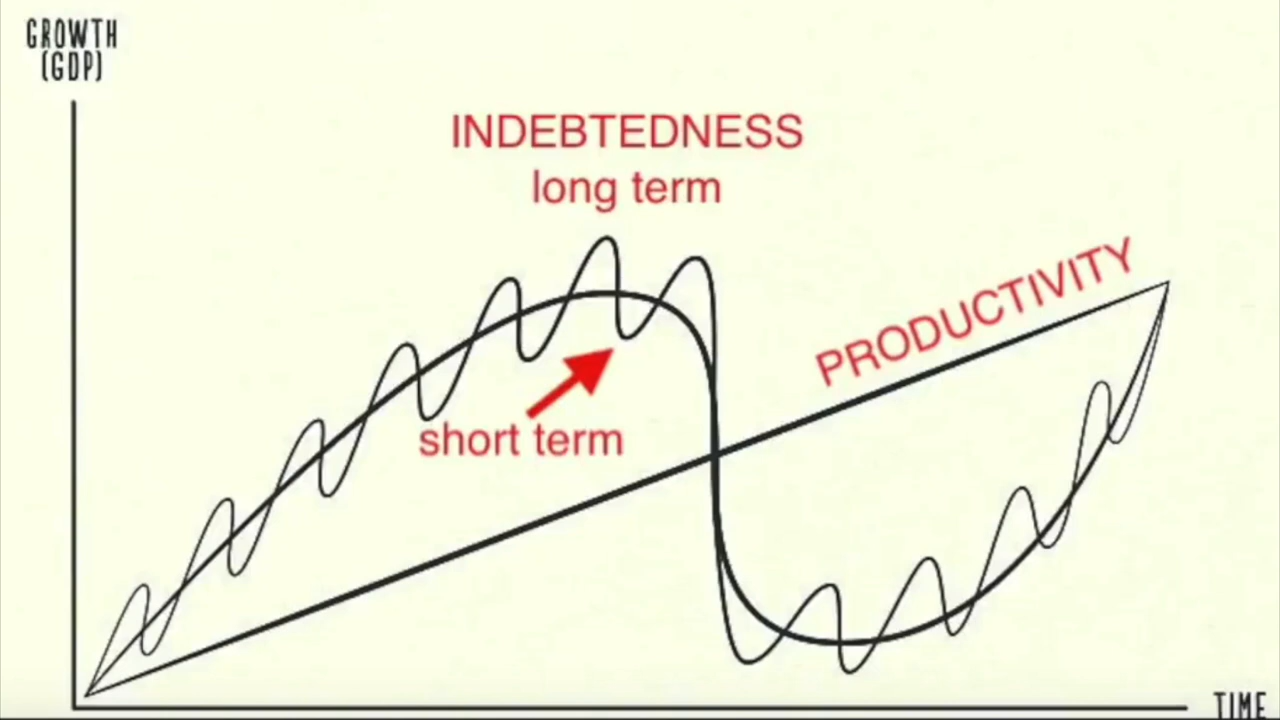 GROWTH
(GDP)
INDEBTEDNESS
long term
PRODUCTIVITY
short term
TIME